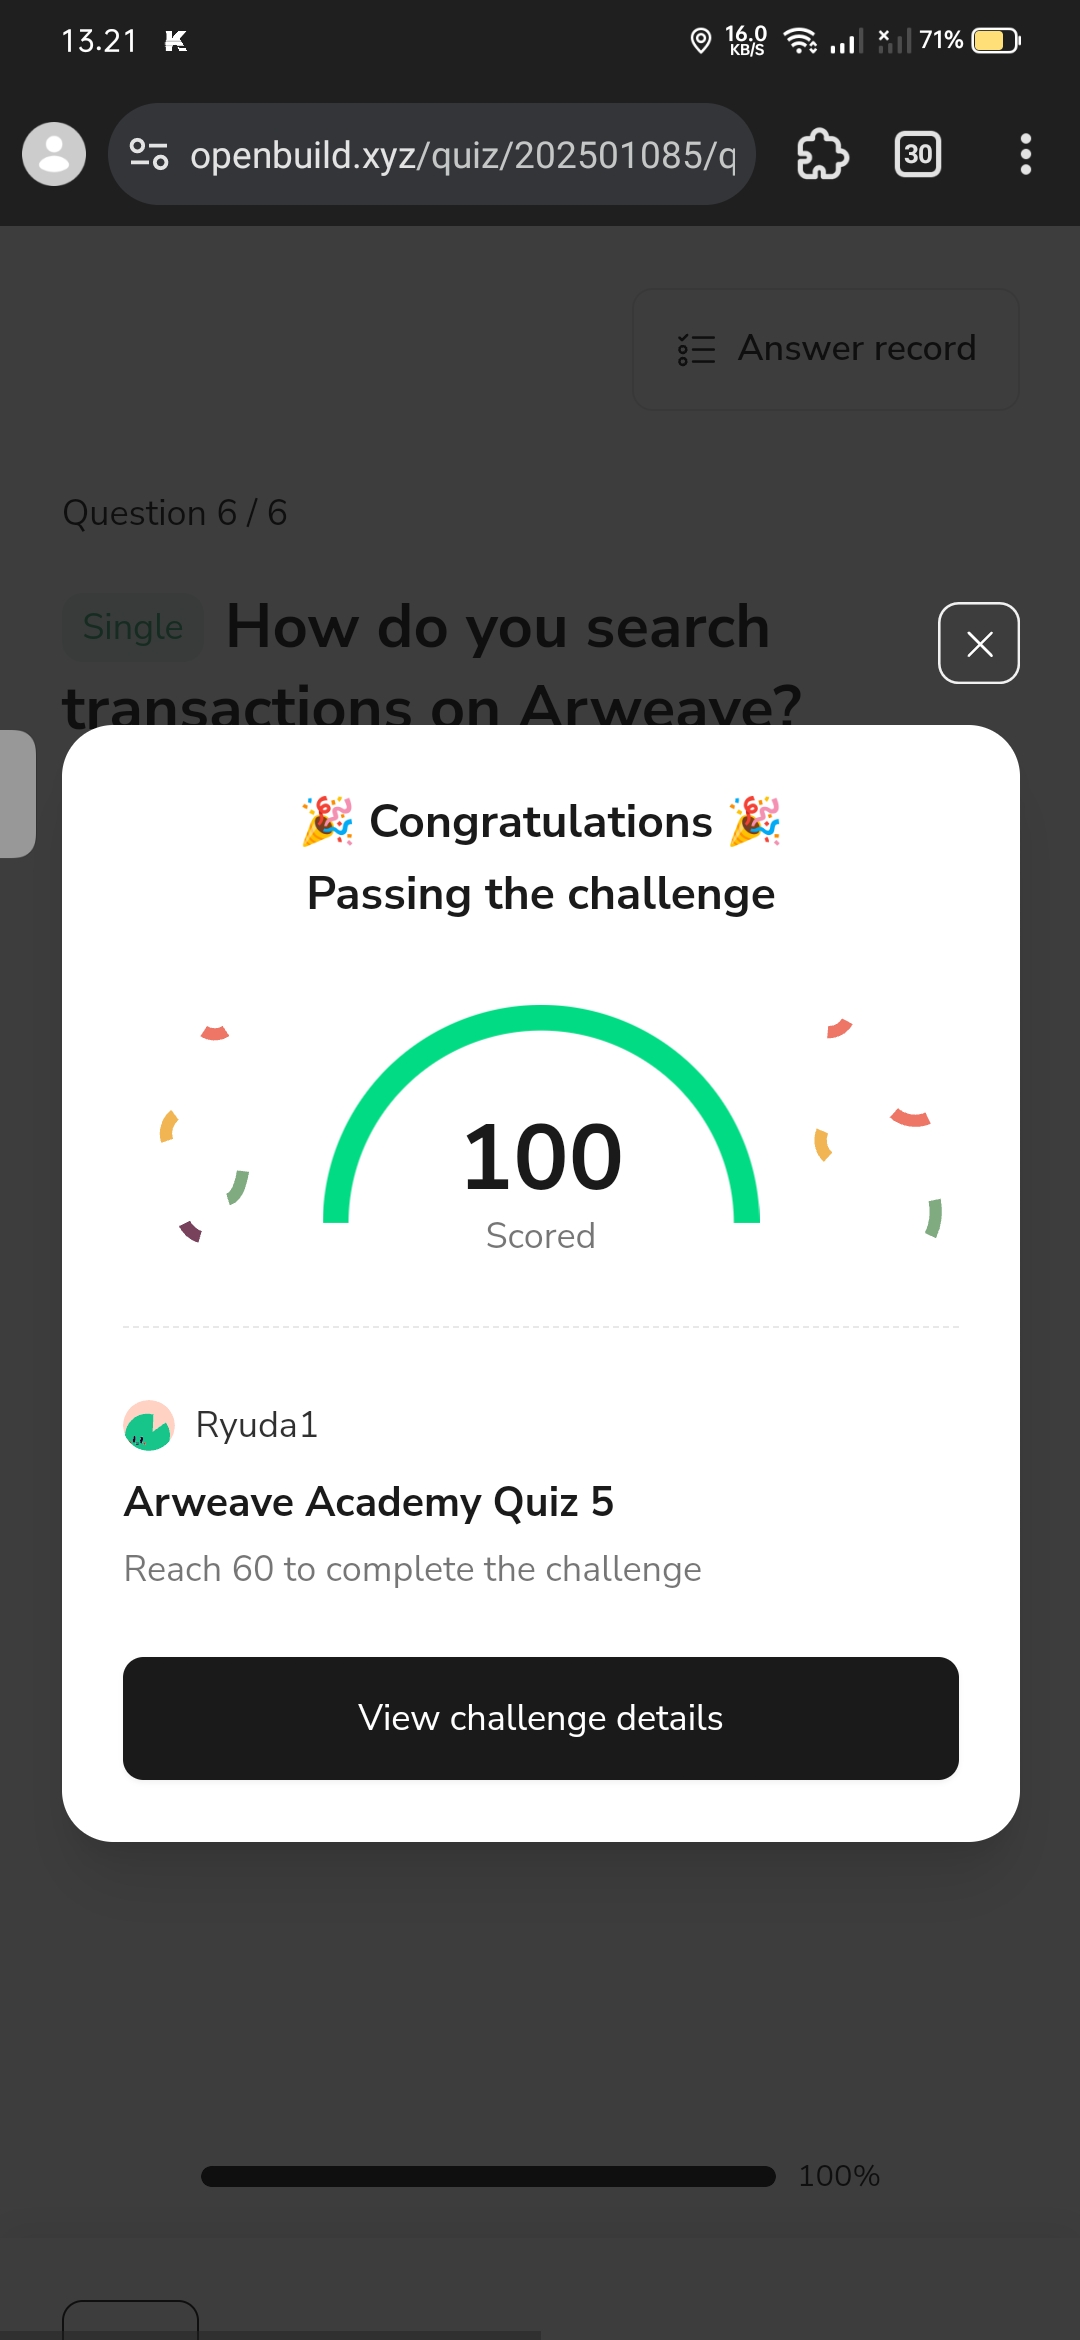 13.21
16.0
KB/S
71%
openbuild.xyz/quiz/202501085/q
30
Answer record
Question 6 / 6
Single How do you search
transactions on Arweave?
🎉 Congratulations 🎉
Passing the challenge
100
Scored
Ryuda1
Arweave Academy Quiz 5
Reach 60 to complete the challenge
View challenge details
100%